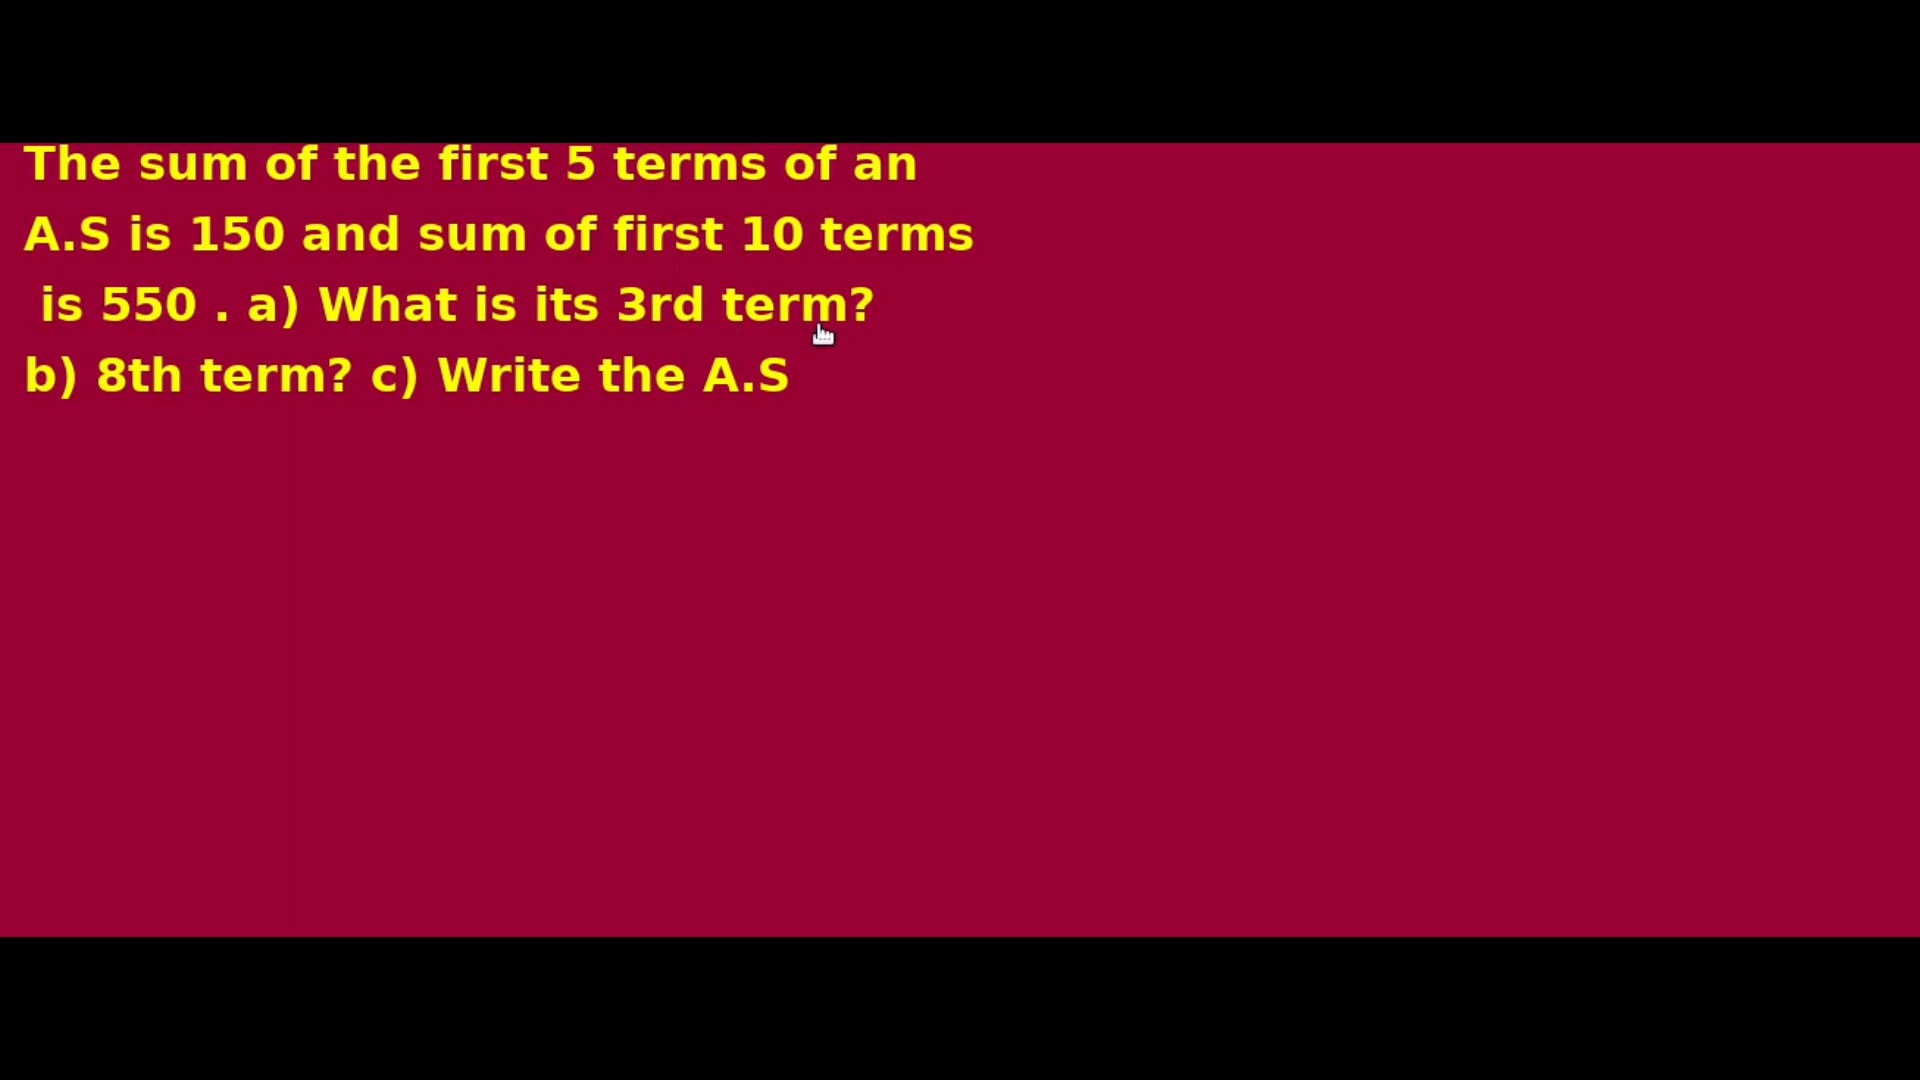 The sum of the first 5 terms of an
A.S is 150 and sum of first 10 terms
is 550 . a) What is its 3rd term?
b) 8th term? c) Write the A.S